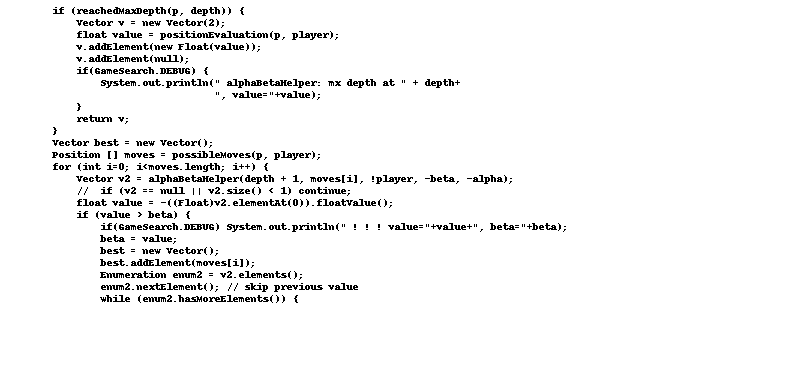 if (reachedMaxDepth(p, depth)) {
Vector v = new Vector(2);
float value = positionEvaluation(p, player);
v.addElement(new Float(value));
v.addElement(null);
if(GameSearch.DEBUG) {
System.out.println(" alphaBetaHelper: mx depth at " + depth+
", value="+value);
}
return v;
}
Vector best = new Vector();
Position [] moves = possibleMoves(p, player);
for (int i=0; i<moves.length; i++) {
Vector v2 = alphaBetaHelper(depth + 1, moves[i], !player, -beta, -alpha);
//  if (v2 == null || v2.size() < 1) continue;
float value = -((Float)v2.elementAt(0)).floatValue();
if (value > beta) {
if(GameSearch.DEBUG) System.out.println(" ! ! ! value="+value+", beta="+beta);
beta = value;
best = new Vector();
best.addElement(moves[i]);
Enumeration enum2 = v2.elements();
enum2.nextElement(); // skip previous value
while (enum2.hasMoreElements()) {